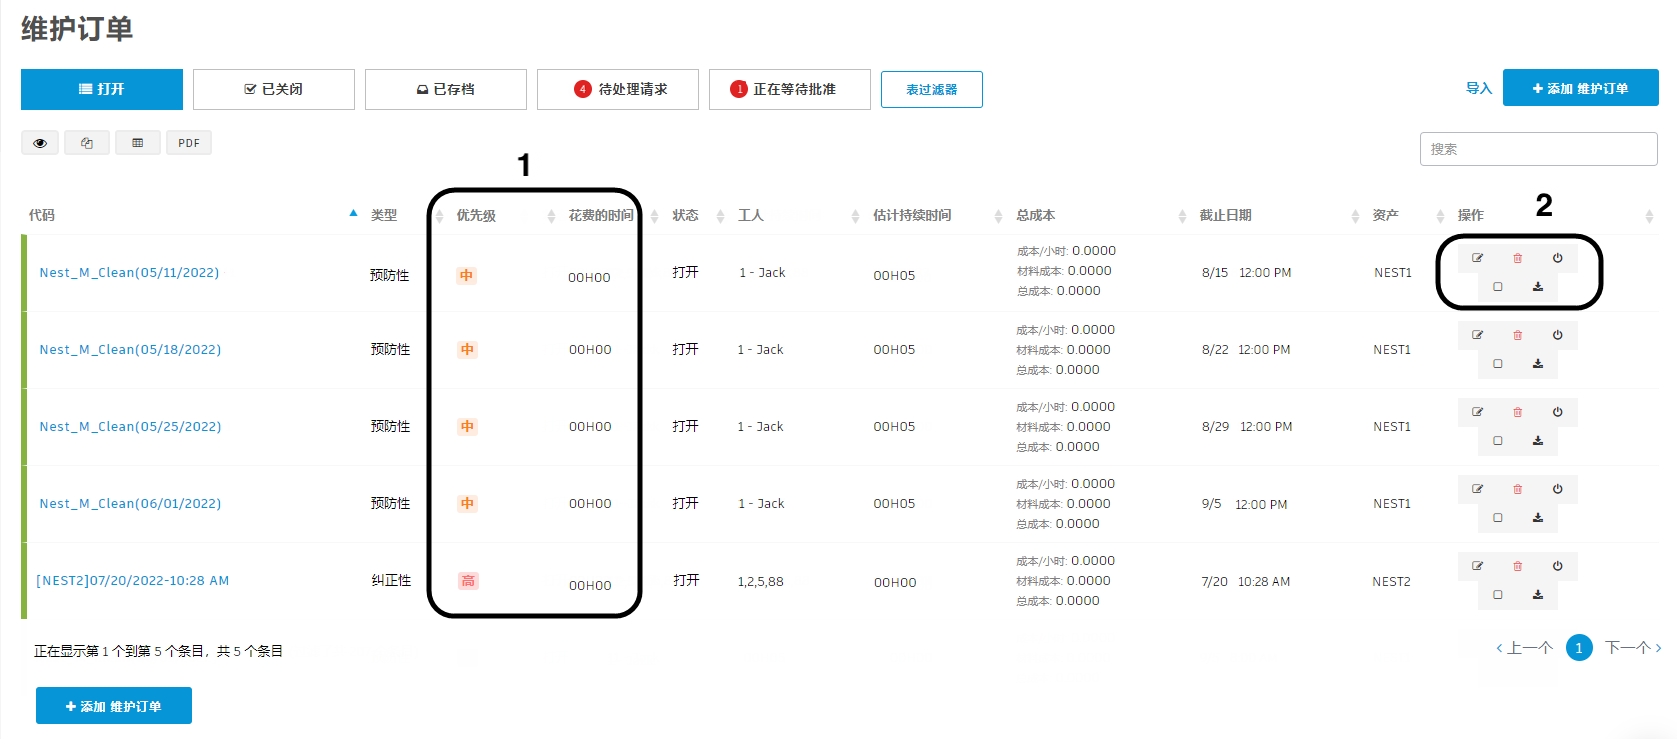 维护订单
打开
已关闭
已存档
4 待处理请求
1 正在等待批准
表过滤器
导入
添加 维护订单
PDF
搜索
1
2
代码 类型 优先级 花费的时间 状态 工人 估计持续时间 总成本 截止日期 资产 操作
Nest_M_Clean(05/11/2022) 预防性 中 00H00 打开 1 - Jack 00H05 成本/小时: 0.0000 8/15 12:00 PM NEST1
材料成本: 0.0000
总成本: 0.0000
Nest_M_Clean(05/18/2022) 预防性 中 00H00 打开 1 - Jack 00H05 成本/小时: 0.0000 8/22 12:00 PM NEST1
材料成本: 0.0000
总成本: 0.0000
Nest_M_Clean(05/25/2022) 预防性 中 00H00 打开 1 - Jack 00H05 成本/小时: 0.0000 8/29 12:00 PM NEST1
材料成本: 0.0000
总成本: 0.0000
Nest_M_Clean(06/01/2022) 预防性 中 00H00 打开 1 - Jack 00H05 成本/小时: 0.0000 9/5 12:00 PM NEST1
材料成本: 0.0000
总成本: 0.0000
[NEST2]07/20/2022-10:28 AM 纠正性 高 00H00 打开 1,2,5,88 00H00 成本/小时: 0.0000 7/20 10:28 AM NEST2
材料成本: 0.0000
总成本: 0.0000
正在显示第 1 个到第 5 个条目，共 5 个条目
上一个 1 下一个
添加 维护订单